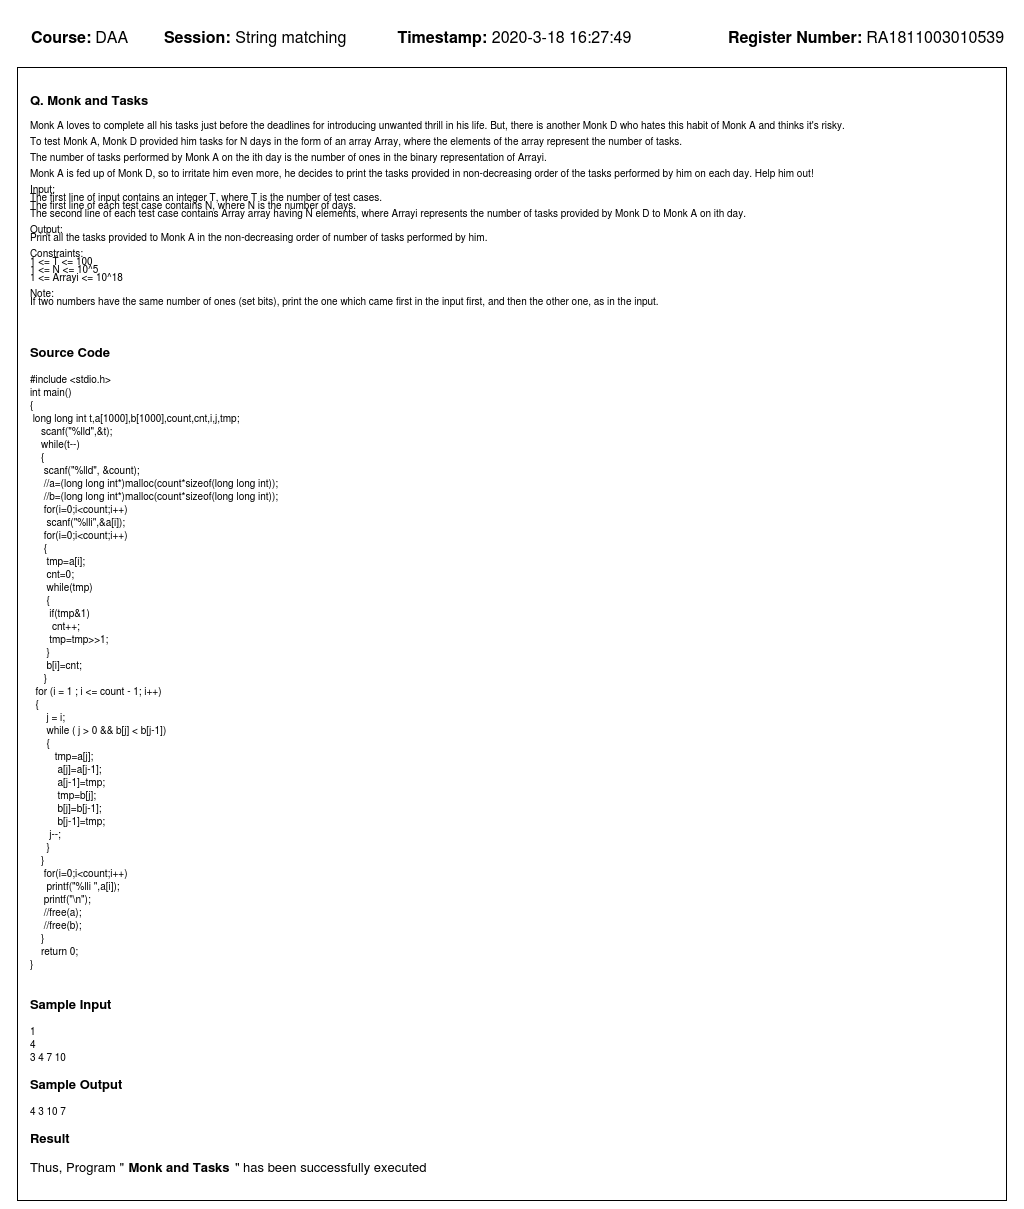 Course: DAA Session: String matching Timestamp: 2020-3-18 16:27:49 Register Number: RA1811003010539
Q. Monk and Tasks
Monk A loves to complete all his tasks just before the deadlines for introducing unwanted thrill in his life. But, there is another Monk D who hates this habit of Monk A and thinks it's risky.
To test Monk A, Monk D provided him tasks for N days in the form of an array Array, where the elements of the array represent the number of tasks.
The number of tasks performed by Monk A on the ith day is the number of ones in the binary representation of Arrayi.
Monk A is fed up of Monk D, so to irritate him even more, he decides to print the tasks provided in non-decreasing order of the tasks performed by him on each day. Help him out!
Input:
The first line of input contains an integer T, where T is the number of test cases.
The first line of each test case contains N, where N is the number of days.
The second line of each test case contains Array array having N elements, where Arrayi represents the number of tasks provided by Monk D to Monk A on ith day.
Output:
Print all the tasks provided to Monk A in the non-decreasing order of number of tasks performed by him.
Constraints:
1 <= T <= 100
1 <= N <= 10^5
1 <= Arrayi <= 10^18
Note:
If two numbers have the same number of ones (set bits), print the one which came first in the input first, and then the other one, as in the input.
Source Code
#include <stdio.h>
int main()
{
long long int t,a[1000],b[1000],count,cnt,i,j,tmp;
scanf("%lld",&t);
while(t--)
{
scanf("%lld", &count);
//a=(long long int*)malloc(count*sizeof(long long int));
//b=(long long int*)malloc(count*sizeof(long long int));
for(i=0;i<count;i++)
scanf("%lli",&a[i]);
for(i=0;i<count;i++)
{
tmp=a[i];
cnt=0;
while(tmp)
{
if(tmp&1)
cnt++;
tmp=tmp>>1;
}
b[i]=cnt;
}
for (i = 1 ; i <= count - 1; i++)
{
j = i;
while ( j > 0 && b[j] < b[j-1])
{
tmp=a[j];
a[j]=a[j-1];
a[j-1]=tmp;
tmp=b[j];
b[j]=b[j-1];
b[j-1]=tmp;
j--;
}
}
for(i=0;i<count;i++)
printf("%lli ",a[i]);
printf("\n");
//free(a);
//free(b);
}
return 0;
}
Sample Input
1
4
3 4 7 10
Sample Output
4 3 10 7
Result
Thus, Program " Monk and Tasks " has been successfully executed